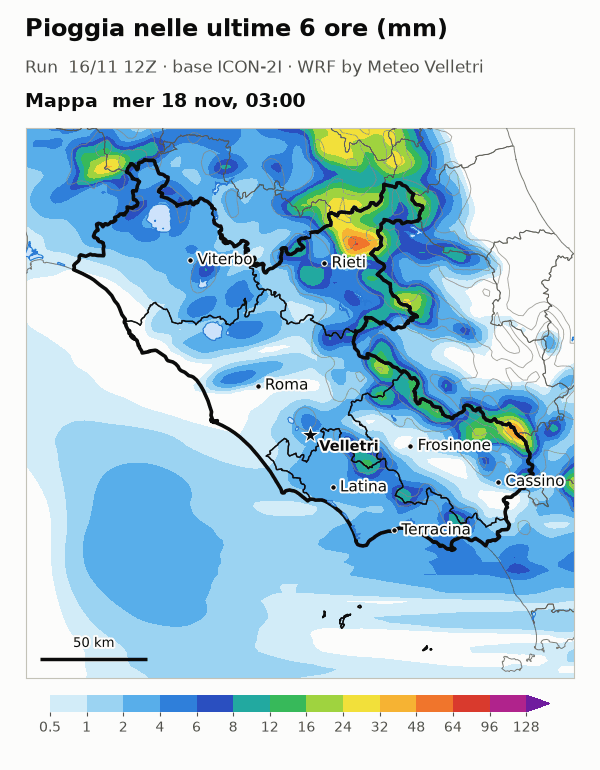 Pioggia nelle ultime 6 ore (mm)
Run 16/11 12Z · base ICON-2I · WRF by Meteo Velletri
Mappa mer 18 nov, 03:00
Viterbo
Rieti
Roma
Velletri
Frosinone
Cassino
Latina
Terracina
50 km
0.5 1 2 4 6 8 12 16 24 32 48 64 96 128